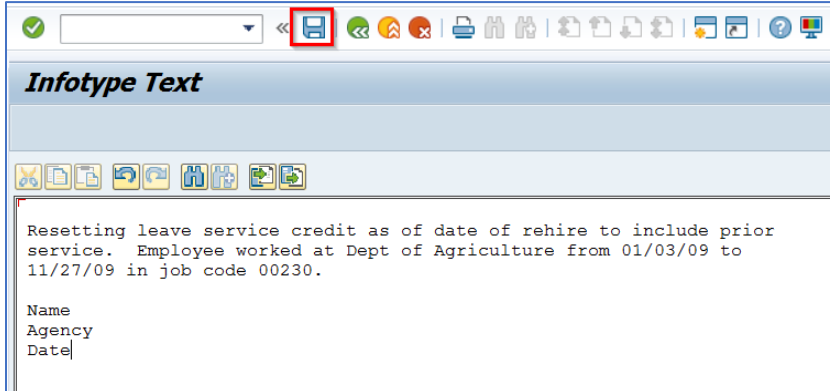 Infotype Text
Resetting leave service credit as of date of rehire to include prior
service.  Employee worked at Dept of Agriculture from 01/03/09 to
11/27/09 in job code 00230.
Name
Agency
Date